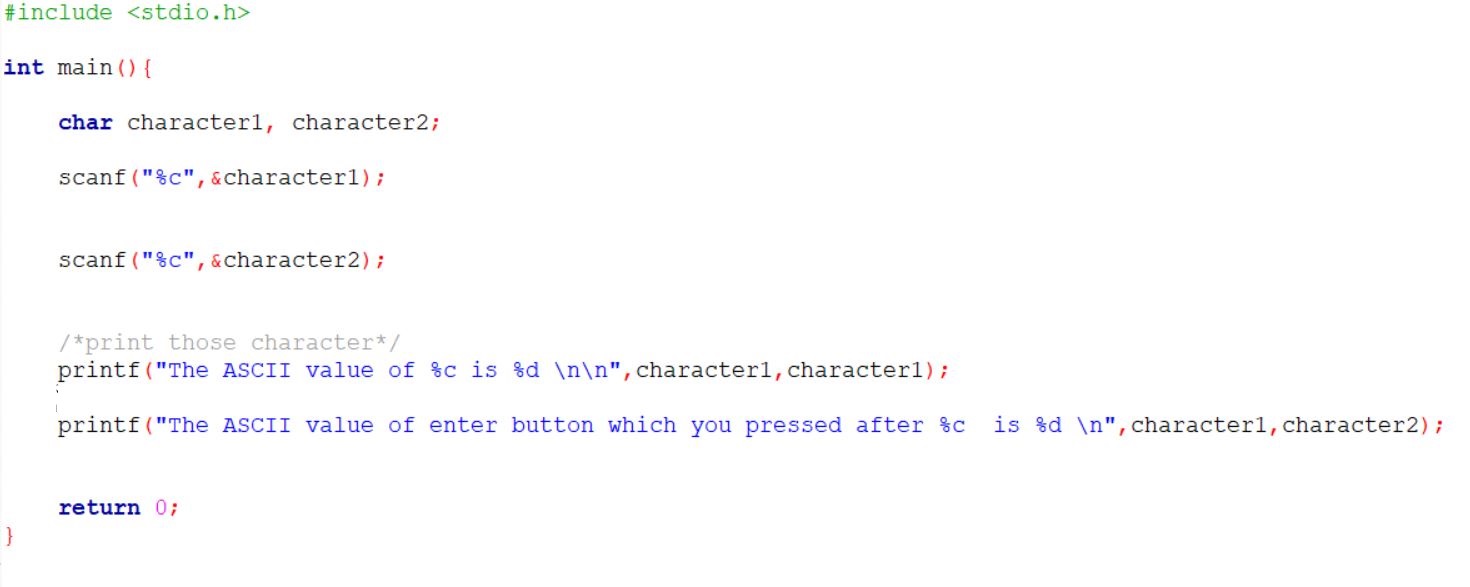 #include <stdio.h>
int main(){
char character1, character2;
scanf("%c",&character1);
scanf("%c",&character2);
/*print those character*/
printf("The ASCII value of %c is %d \n\n",character1,character1);
printf("The ASCII value of enter button which you pressed after %c  is %d \n",character1,character2);
return 0;
}